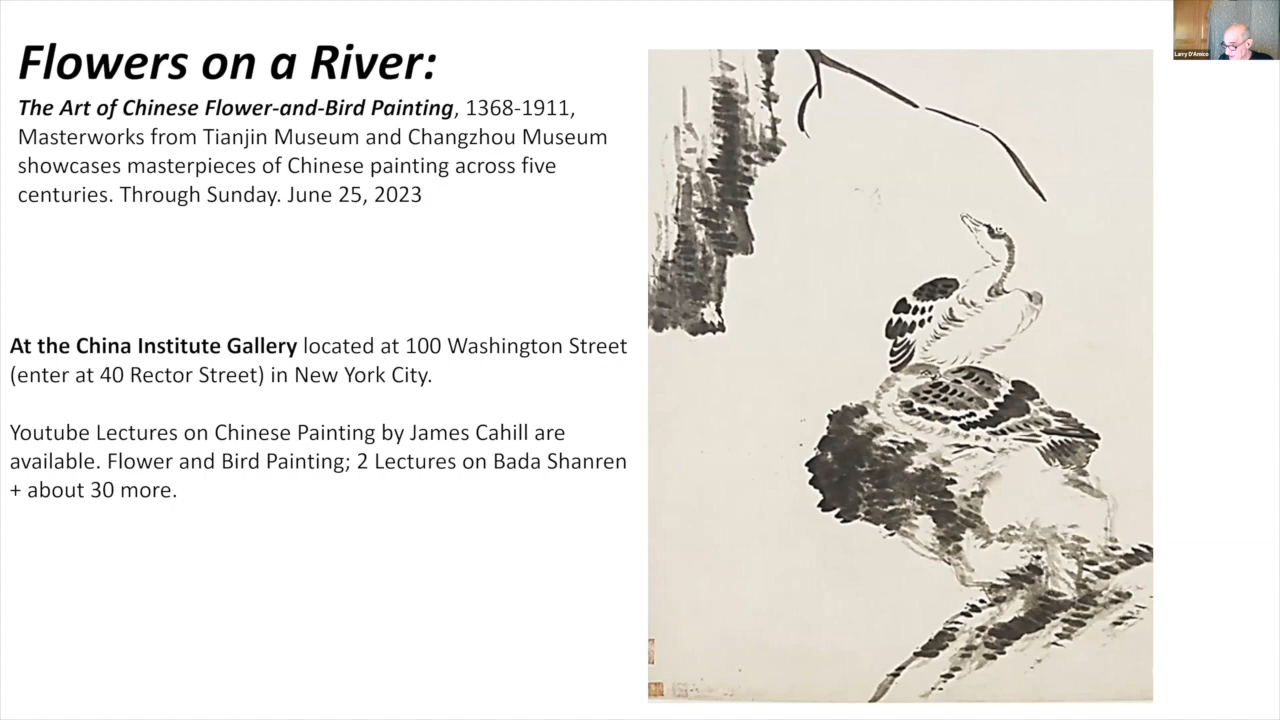 Flowers on a River:
The Art of Chinese Flower-and-Bird Painting, 1368-1911,
Masterworks from Tianjin Museum and Changzhou Museum
showcases masterpieces of Chinese painting across five
centuries. Through Sunday. June 25, 2023
At the China Institute Gallery located at 100 Washington Street
(enter at 40 Rector Street) in New York City.
Youtube Lectures on Chinese Painting by James Cahill are
available. Flower and Bird Painting; 2 Lectures on Bada Shanren
+ about 30 more.
Larry D'Amico